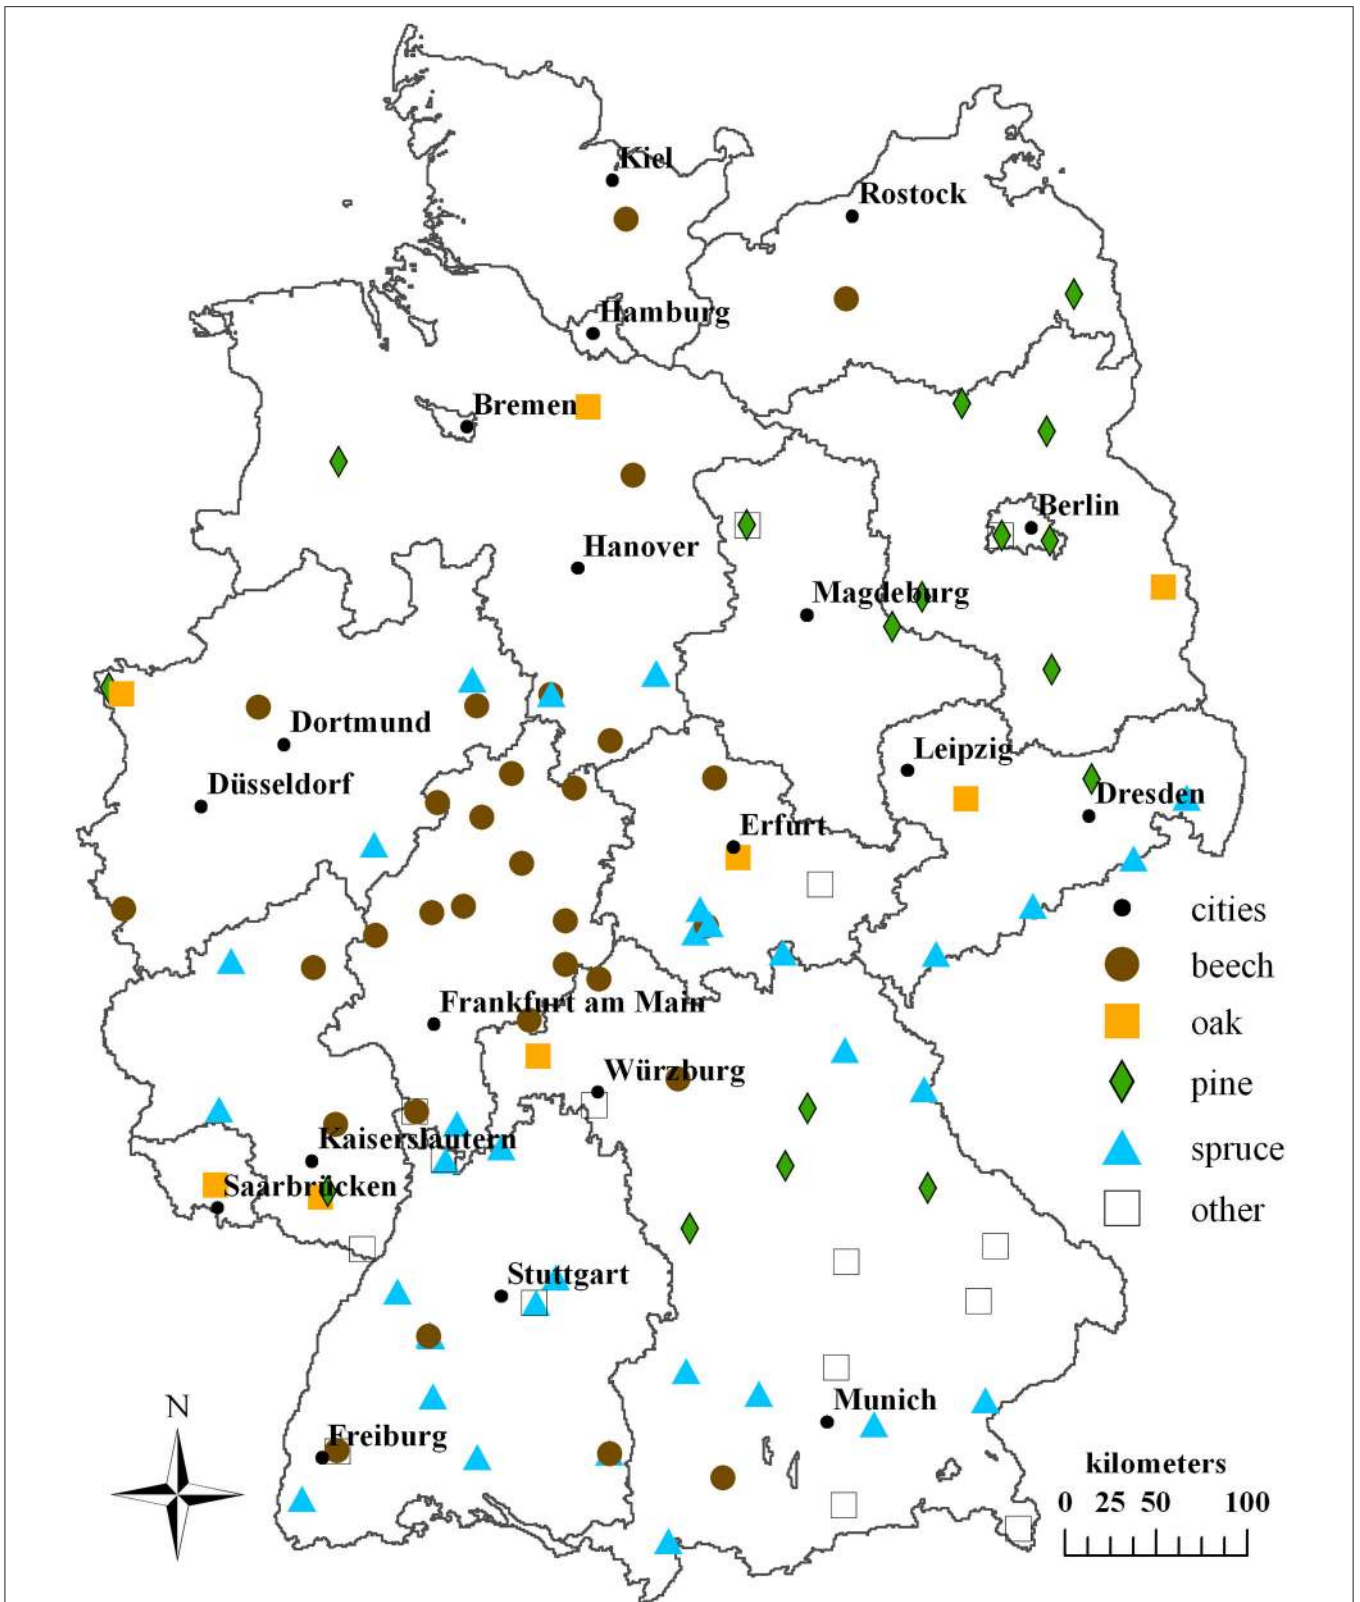 Kiel
Rostock
Hamburg
Bremen
Berlin
Hanover
Magdeburg
Dortmund
Leipzig
Düsseldorf
Dresden
Erfurt
cities
beech
Frankfurt am Main
oak
Würzburg
pine
Kaiserslautern
spruce
Saarbrücken
other
Stuttgart
N
Munich
Freiburg
kilometers
0 25 50 100